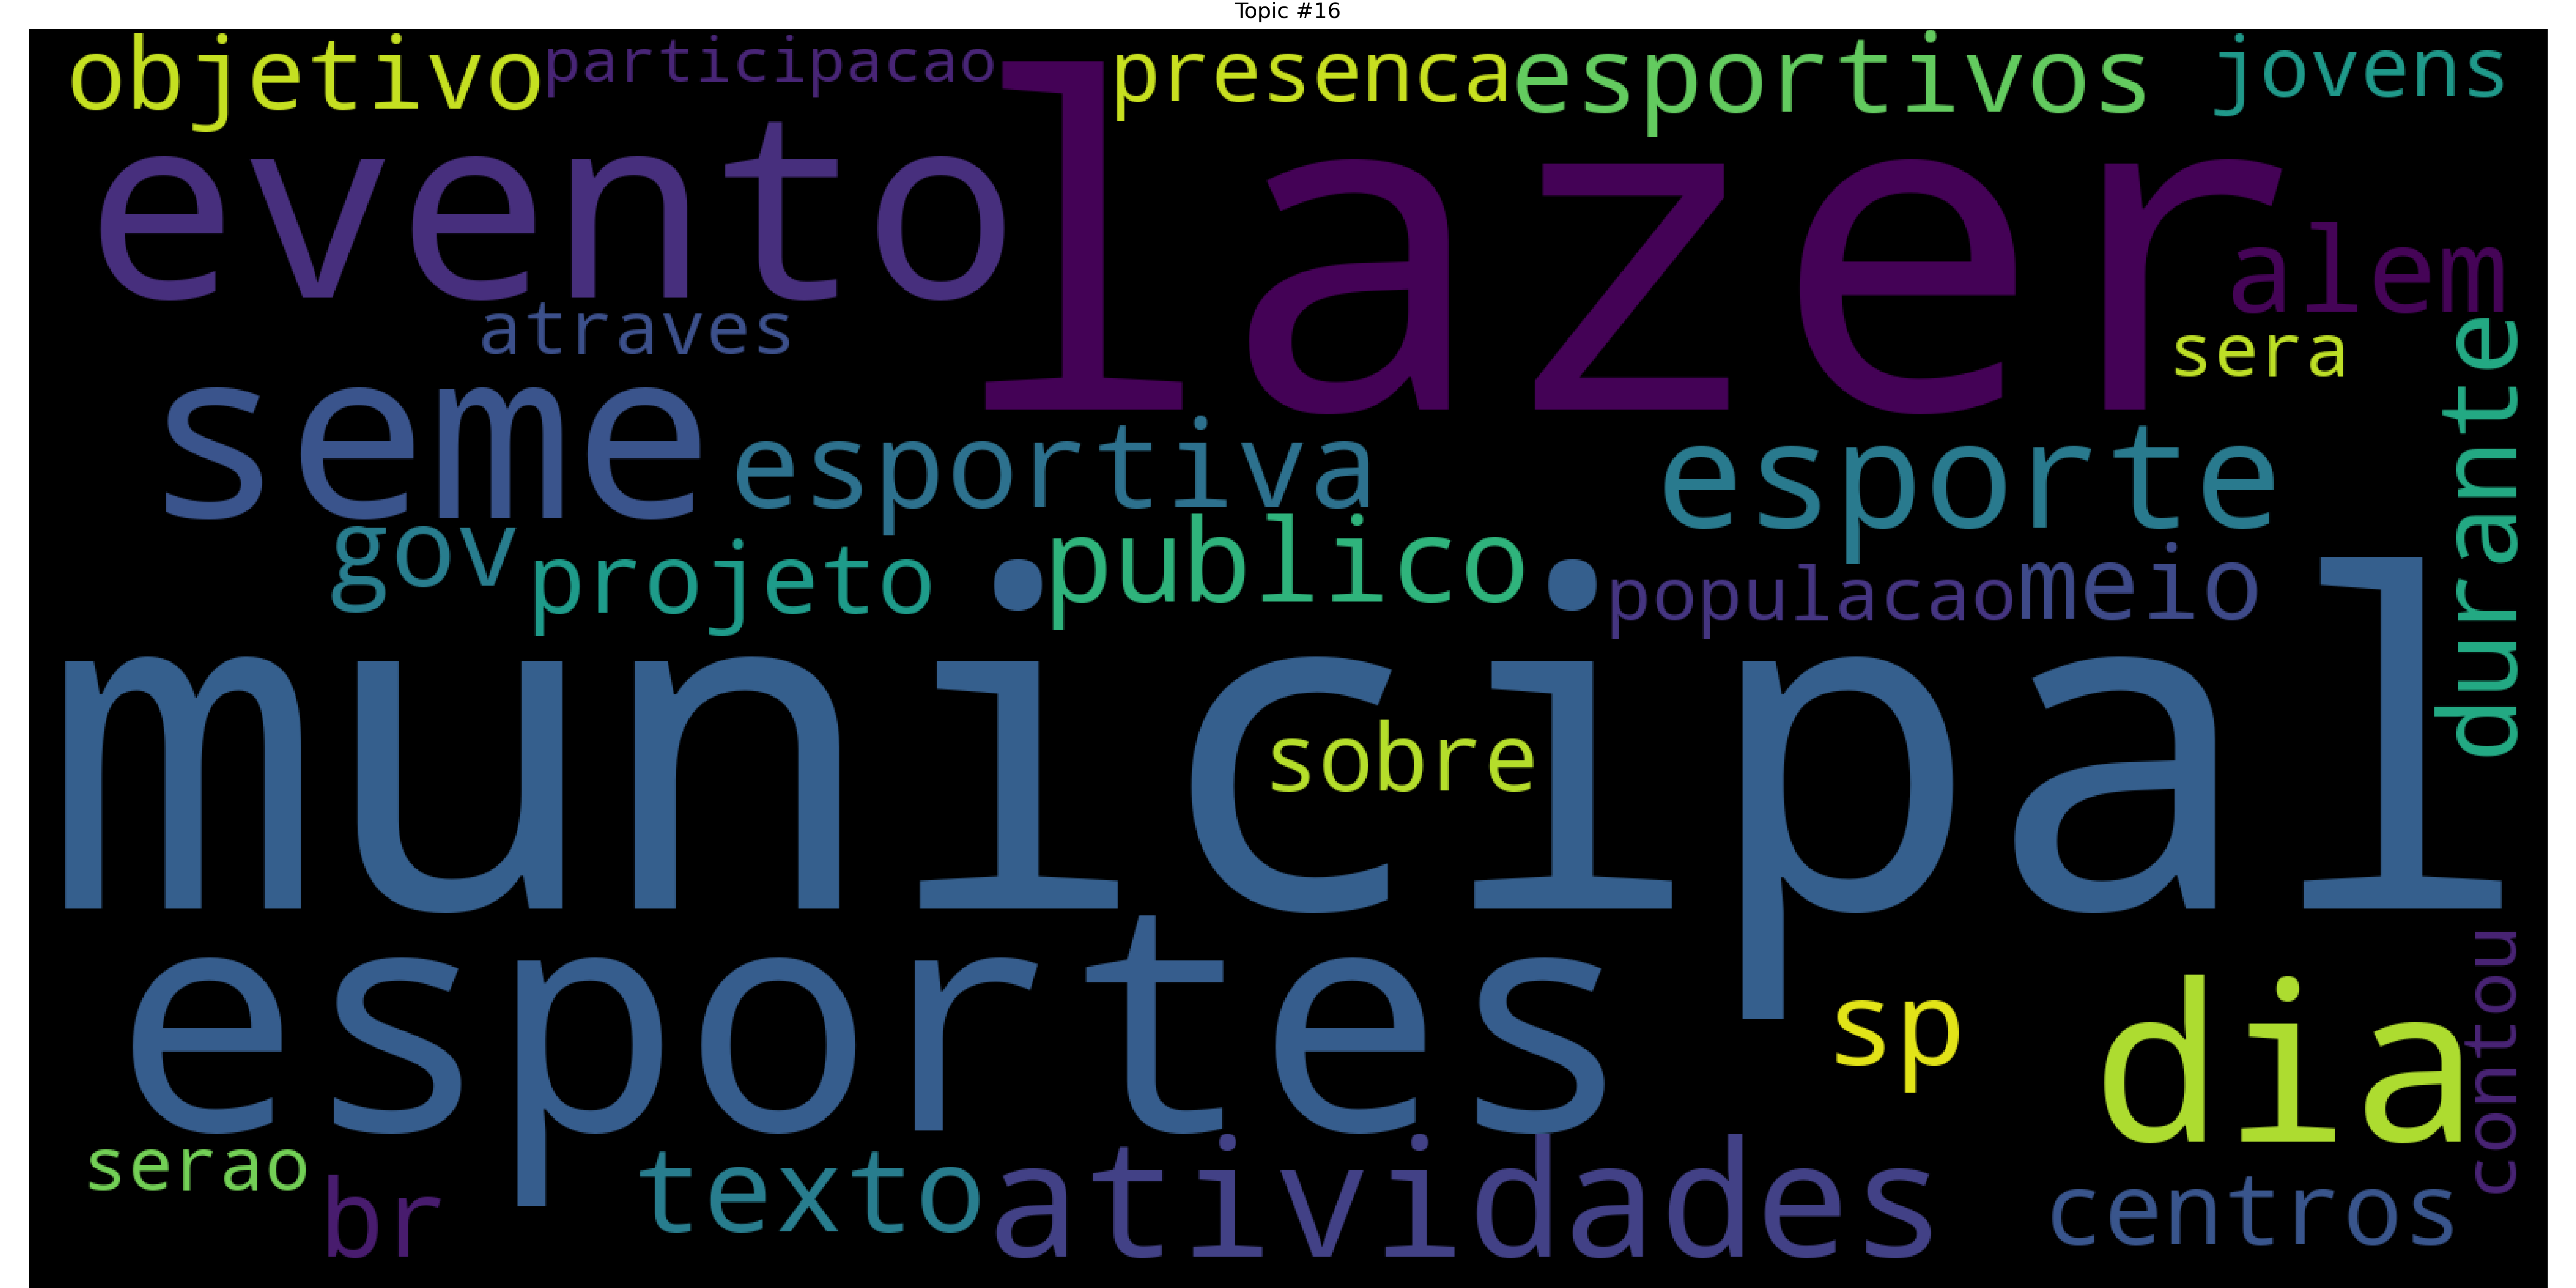 Topic #16
objetivo participacao presenca esportivos jovens
evento lazer alem
atraves sera
seme esportiva esporte durante
gov projeto publico populacao meio
municipal
sobre
esportes sp dia contou
serao br texto atividades centros